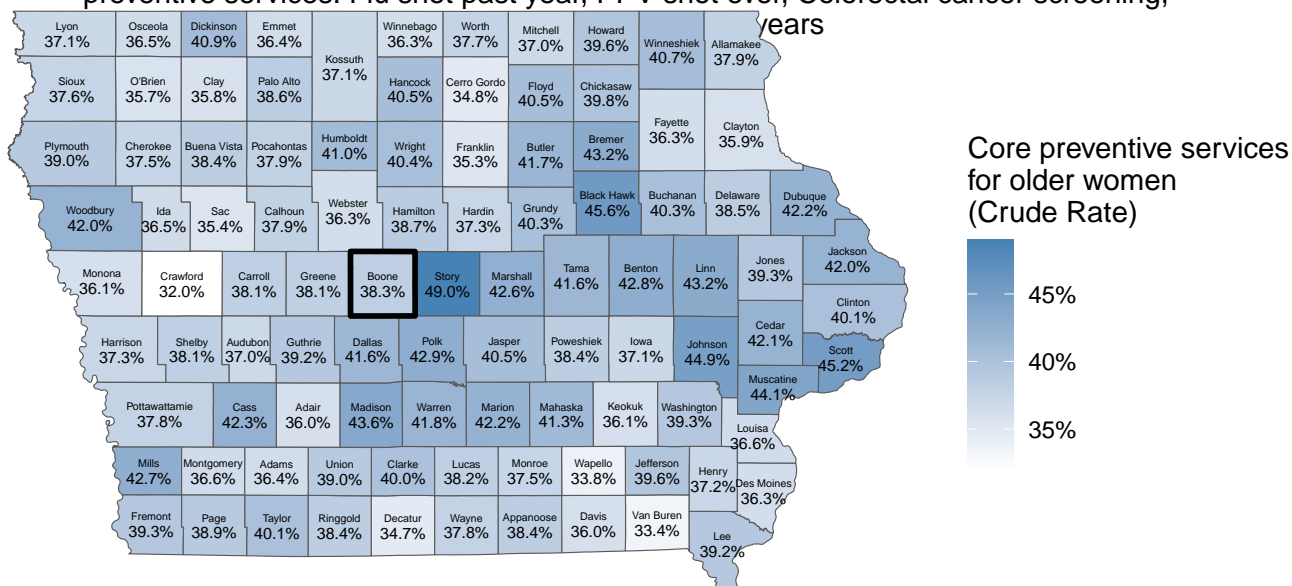 preventive services: Flu shot past year, PPV shot ever, Colorectal cancer screening,
years
Lyon Osceola Dickinson Emmet Winnebago Worth Mitchell Howard
37.1% 36.5% 40.9% 36.4% 36.3% 37.7% 37.0% 39.6%
Winneshiek Allamakee
40.7% 37.9%
Kossuth
37.1%
Sioux O'Brien Clay Palo Alto Hancock Cerro Gordo Floyd Chickasaw
37.6% 35.7% 35.8% 38.6% 40.5% 34.8% 40.5% 39.8%
Fayette Clayton
36.3% 35.9%
Plymouth Cherokee Buena Vista Pocahontas Humboldt Wright Franklin Butler Bremer
39.0% 37.5% 38.4% 37.9% 41.0% 40.4% 35.3% 41.7% 43.2%
Woodbury Ida Sac Calhoun Webster Hamilton Hardin Grundy Black Hawk Buchanan Delaware Dubuque
42.0% 36.5% 35.4% 37.9% 36.3% 38.7% 37.3% 40.3% 45.6% 40.3% 38.5% 42.2%
Monona Crawford Carroll Greene Boone Story Marshall Tama Benton Linn Jones Jackson
36.1% 32.0% 38.1% 38.1% 38.3% 49.0% 42.6% 41.6% 42.8% 43.2% 39.3% 42.0%
Clinton
40.1%
Harrison Shelby Audubon Guthrie Dallas Polk Jasper Poweshiek Iowa Johnson Cedar Scott
37.3% 38.1% 37.0% 39.2% 41.6% 42.9% 40.5% 38.4% 37.1% 44.9% 42.1% 45.2%
Muscatine
44.1%
Pottawattamie Cass Adair Madison Warren Marion Mahaska Keokuk Washington
37.8% 42.3% 36.0% 43.6% 41.8% 42.2% 41.3% 36.1% 39.3%
Louisa
36.6%
Mills Montgomery Adams Union Clarke Lucas Monroe Wapello Jefferson Henry Des Moines
42.7% 36.6% 36.4% 39.0% 40.0% 38.2% 37.5% 33.8% 39.6% 37.2% 36.3%
Fremont Page Taylor Ringgold Decatur Wayne Appanoose Davis Van Buren Lee
39.3% 38.9% 40.1% 38.4% 34.7% 37.8% 38.4% 36.0% 33.4% 39.2%
Core preventive services
for older women
(Crude Rate)
45%
40%
35%